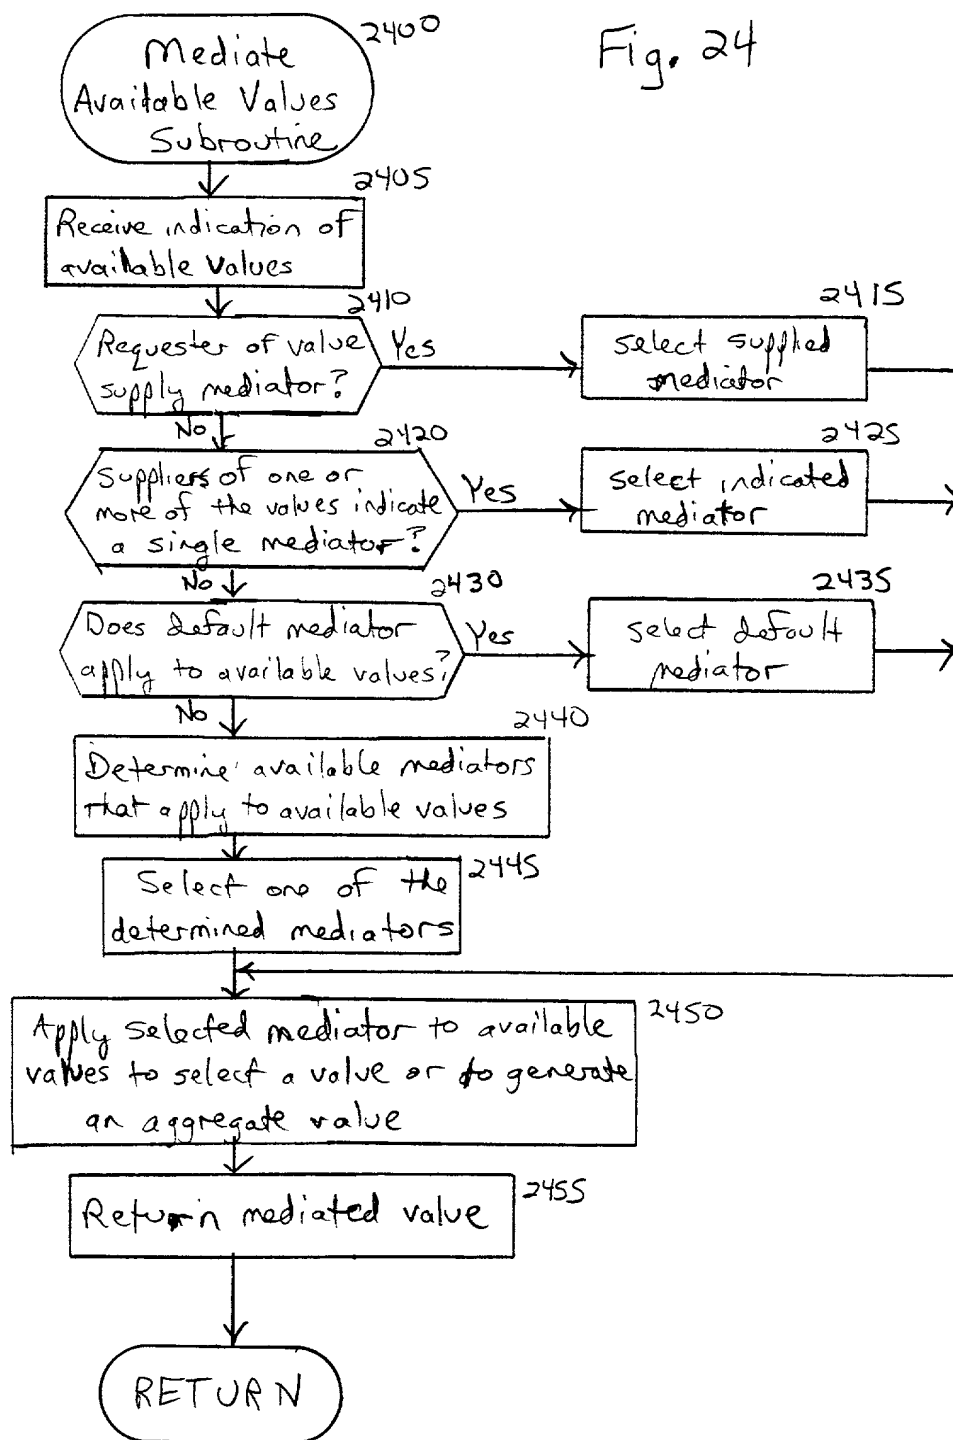 Fig. 24
2400
Mediate
Available Values
Subroutine
2405
Receive indication of
available values
2410
Requester of value
supply mediator?
Yes
2415
select supplied
mediator
No
2420
Suppliers of one or
more of the values indicate
a single mediator?
Yes
2425
select indicated
mediator
No
2430
Does default mediator
apply to available values?
Yes
2435
select default
mediator
No
2440
Determine available mediators
that apply to available values
2445
Select one of the
determined mediators
2450
Apply selected mediator to available
values to select a value or to generate
an aggregate value
2455
Return mediated value
RETURN